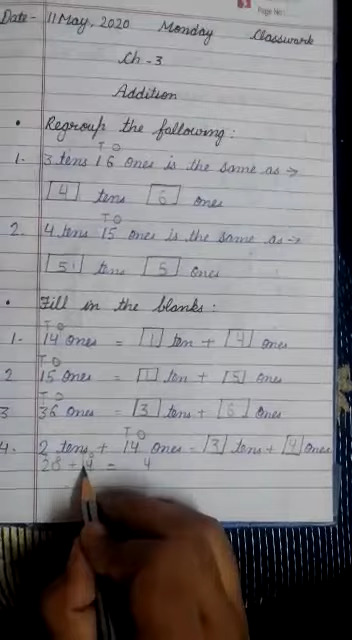 Page No:
Date- 11 May, 2020 Monday Classwork
Ch-3
Addition
• Regroup the following:
T O
1. 3 tens 16 ones is the same as →
4 tens 6 ones
T O
2. 4 tens 15 ones is the same as →
5 tens 5 ones
• Fill in the blanks:
T O
1. 14 ones = 1 ten + 4 ones
T O
2 15 ones = 1 ten + 5 ones
T O
3 36 ones = 3 tens + 6 ones
T O
4. 2 tens + 14 ones = 3 tens + 4 ones
4